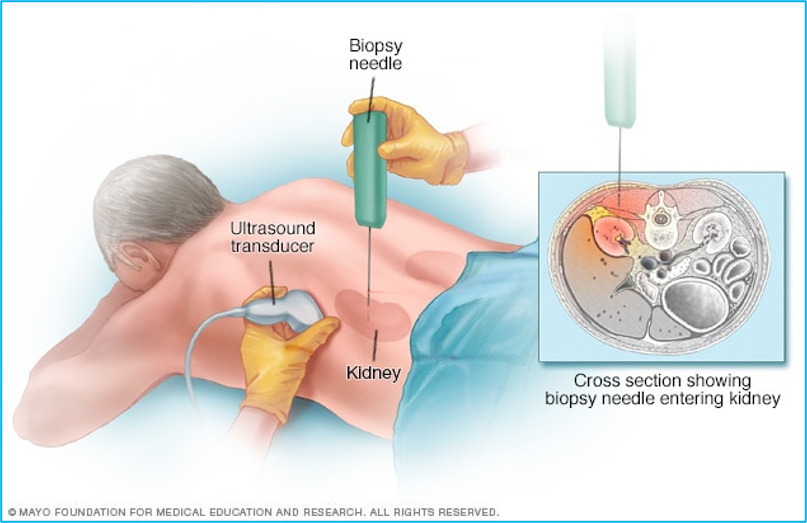 Biopsy
needle
Ultrasound
transducer
Kidney
Cross section showing
biopsy needle entering kidney
© MAYO FOUNDATION FOR MEDICAL EDUCATION AND RESEARCH. ALL RIGHTS RESERVED.